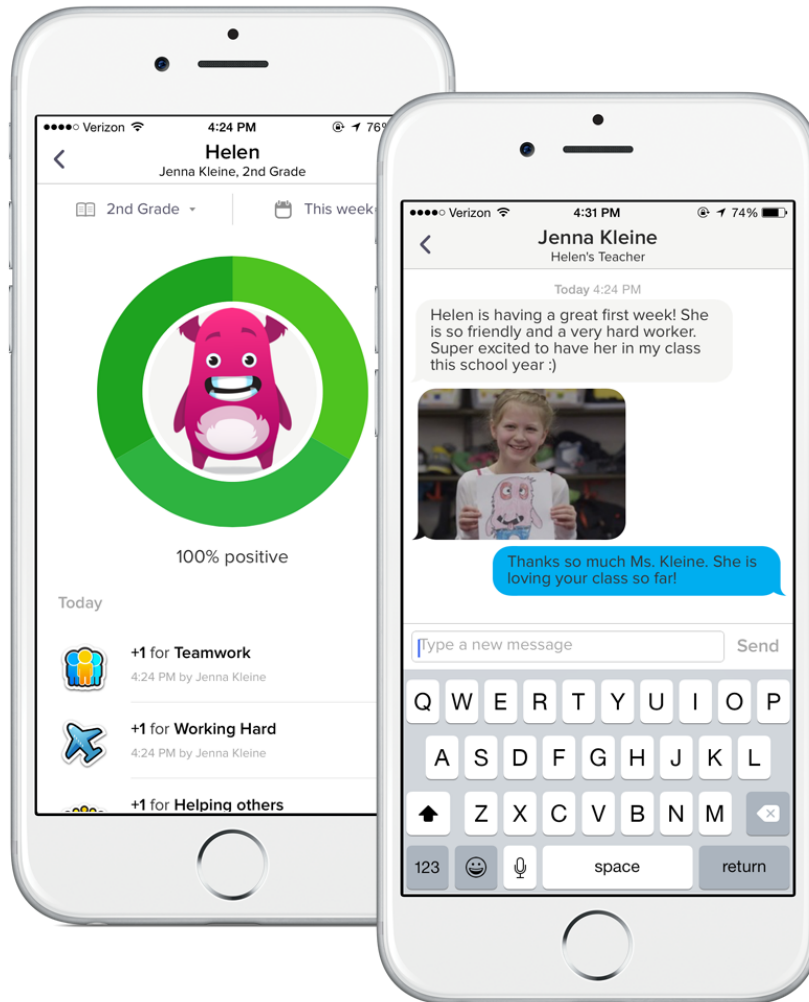 Verizon 4:24 PM 76%
Helen
Jenna Kleine, 2nd Grade
2nd Grade This week
100% positive
Today
+1 for Teamwork
4:24 PM by Jenna Kleine
+1 for Working Hard
4:24 PM by Jenna Kleine
+1 for Helping others
Verizon 4:31 PM 74%
Jenna Kleine
Helen's Teacher
Today 4:24 PM
Helen is having a great first week! She
is so friendly and a very hard worker.
Super excited to have her in my class
this school year :)
Thanks so much Ms. Kleine. She is
loving your class so far!
Type a new message Send
Q W E R T Y U I O P
A S D F G H J K L
Z X C V B N M
123 space return